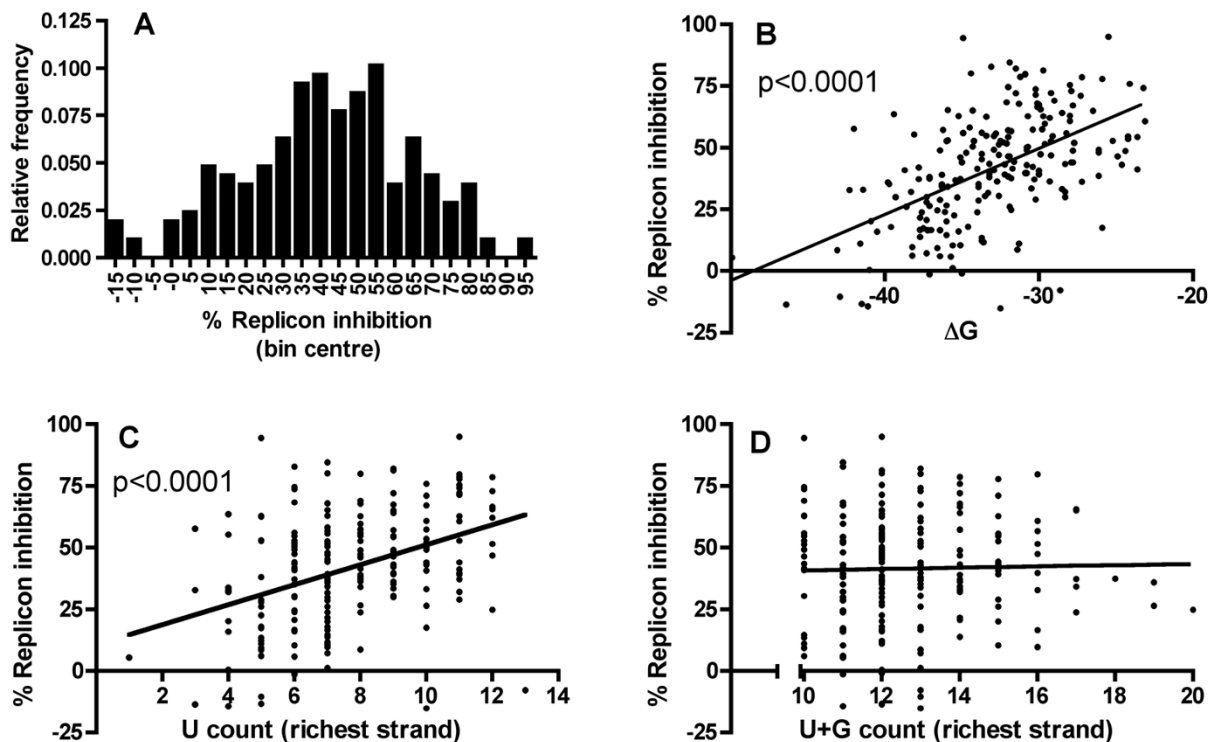 A
Relative frequency
0.125
0.100
0.075
0.050
0.025
0.000
-15 -10 -5 -0 5 10 15 20 25 30 35 40 45 50 55 60 65 70 75 80 85 90 95
% Replicon inhibition
(bin centre)
B
p<0.0001
% Replicon inhibition
100
75
50
25
0
-25
-40 -30 -20
ΔG
C
p<0.0001
% Replicon inhibition
100
75
50
25
0
-25
2 4 6 8 10 12 14
U count (richest strand)
D
% Replicon inhibition
100
75
50
25
0
-25
10 12 14 16 18 20
U+G count (richest strand)